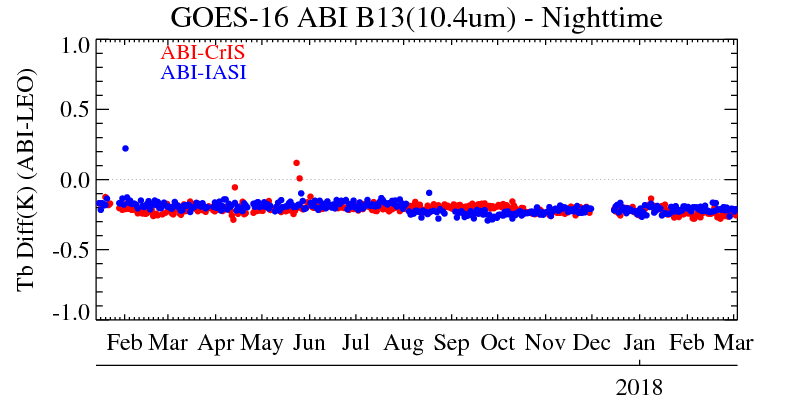 GOES-16 ABI B13(10.4um) - Nighttime
ABI-CrIS
ABI-IASI
Tb Diff(K) (ABI-LEO)
1.0
0.5
0.0
-0.5
-1.0
Feb Mar Apr May Jun Jul Aug Sep Oct Nov Dec Jan Feb Mar
2018